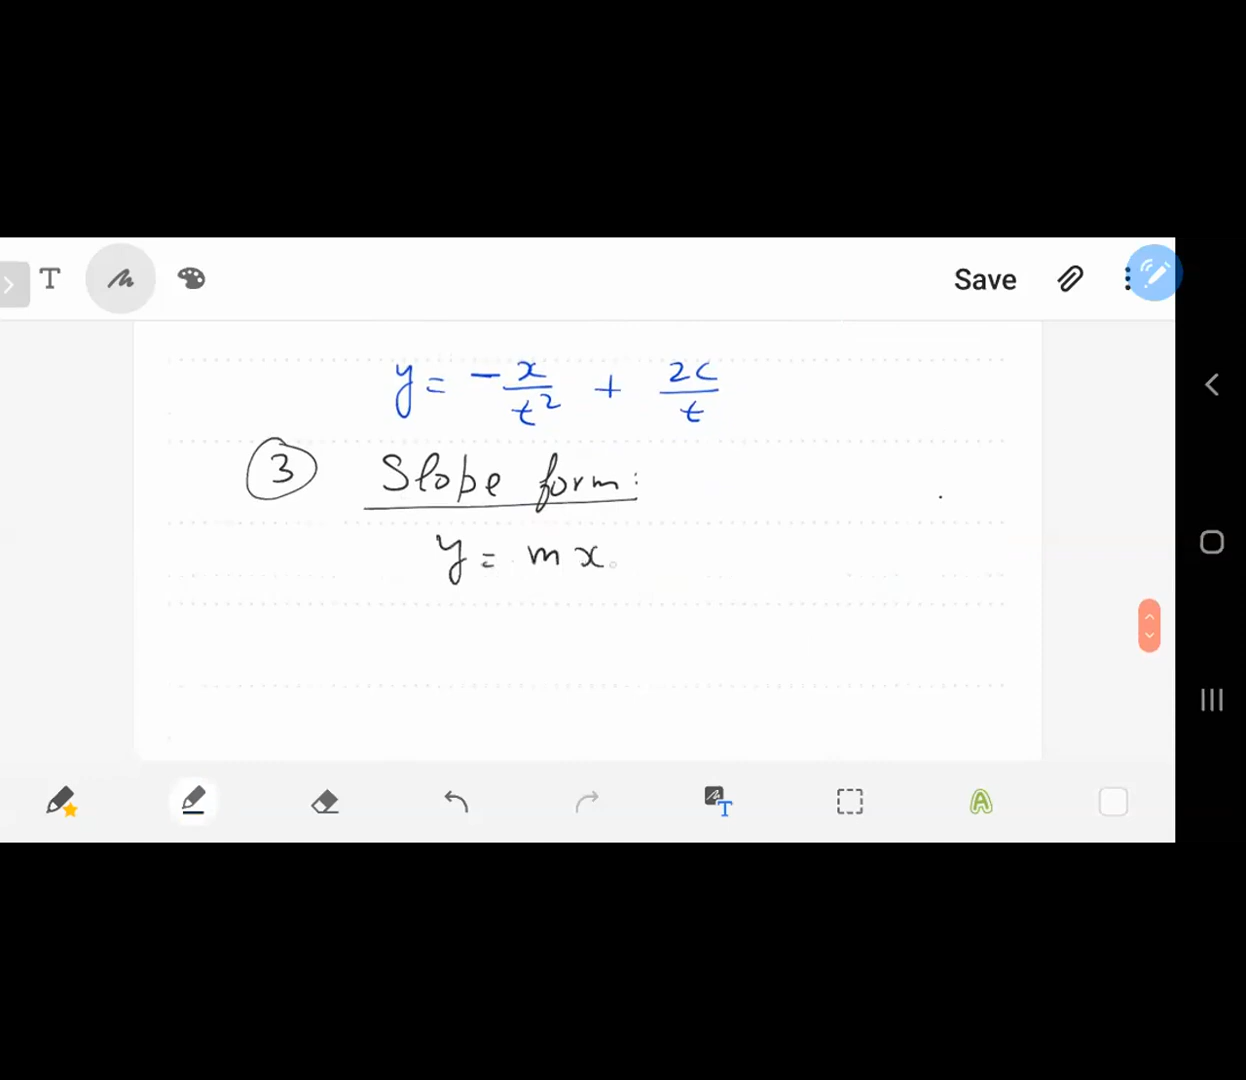 T
Save
y = -x/t² + 2c/t
③ Slope form:
y = mx
T
A